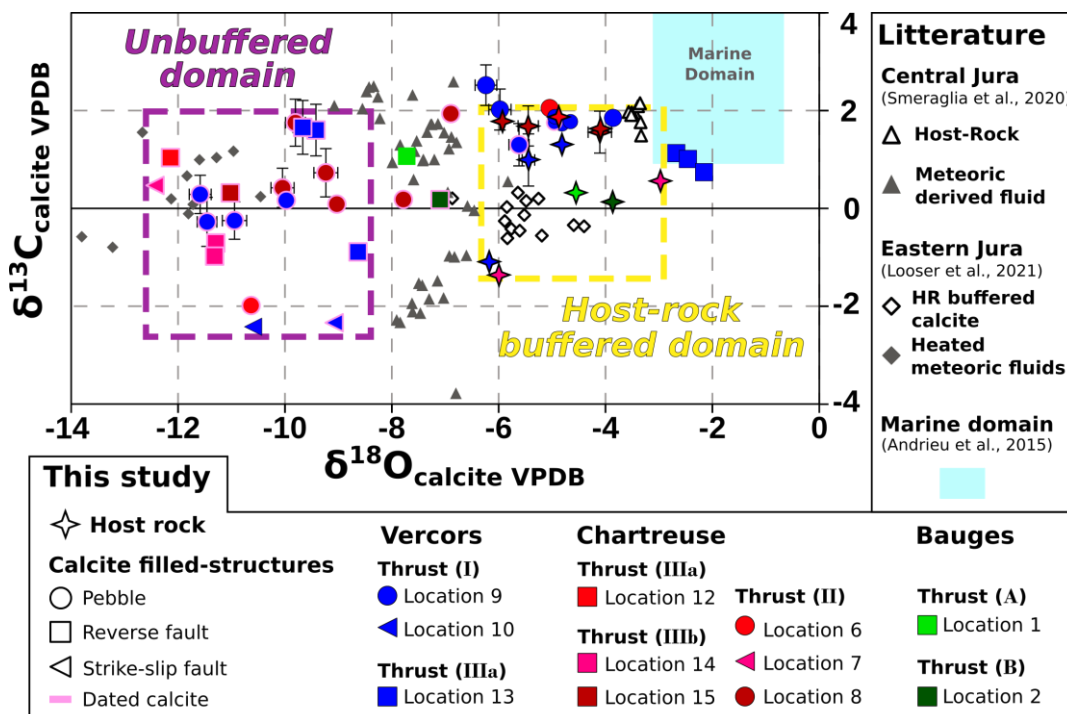 Unbuffered
domain
Marine
Domain
Host-rock
buffered domain
δ13Ccalcite VPDB
4
2
0
-2
-4
-14
-12
-10
-8
-6
-4
-2
0
δ18Ocalcite VPDB
Litterature
Central Jura
(Smeraglia et al., 2020)
Host-Rock
Meteoric
derived fluid
Eastern Jura
(Looser et al., 2021)
HR buffered
calcite
Heated
meteoric fluids
Marine domain
(Andrieu et al., 2015)
This study
Host rock
Calcite filled-structures
Pebble
Reverse fault
Strike-slip fault
Dated calcite
Vercors
Thrust (I)
Location 9
Location 10
Thrust (IIIa)
Location 13
Chartreuse
Thrust (IIIa)
Location 12
Thrust (IIIb)
Location 14
Location 15
Thrust (II)
Location 6
Location 7
Location 8
Bauges
Thrust (A)
Location 1
Thrust (B)
Location 2